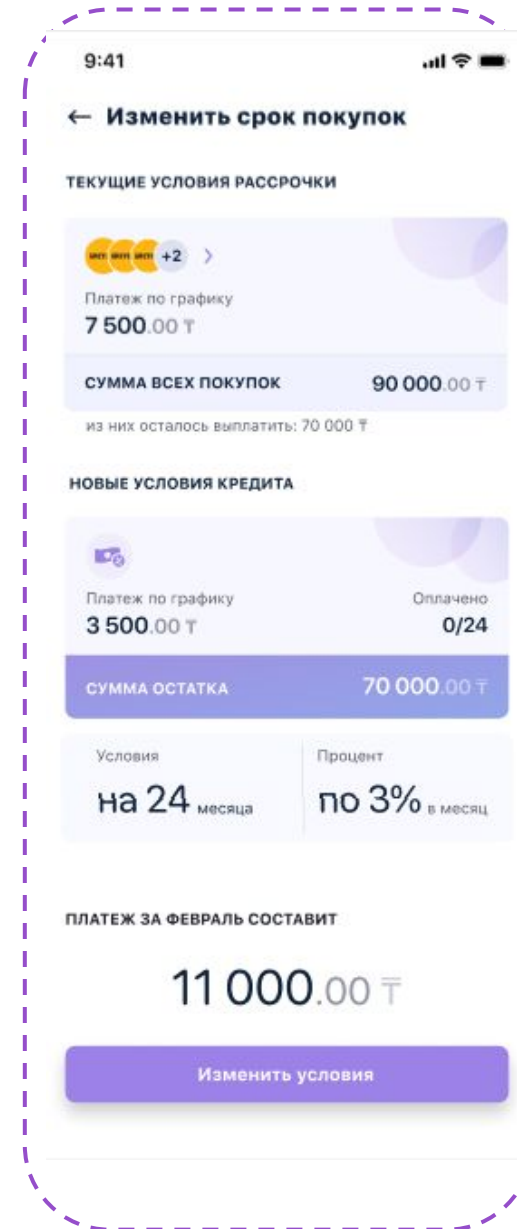 9:41
← Изменить срок покупок
ТЕКУЩИЕ УСЛОВИЯ РАССРОЧКИ
+2
Платеж по графику
7 500.00 ₸
СУММА ВСЕХ ПОКУПОК 90 000.00 ₸
из них осталось выплатить: 70 000 ₸
НОВЫЕ УСЛОВИЯ КРЕДИТА
Платеж по графику Оплачено
3 500.00 ₸ 0/24
СУММА ОСТАТКА 70 000.00 ₸
Условия Процент
на 24 месяца по 3% в месяц
ПЛАТЕЖ ЗА ФЕВРАЛЬ СОСТАВИТ
11 000.00 ₸
Изменить условия